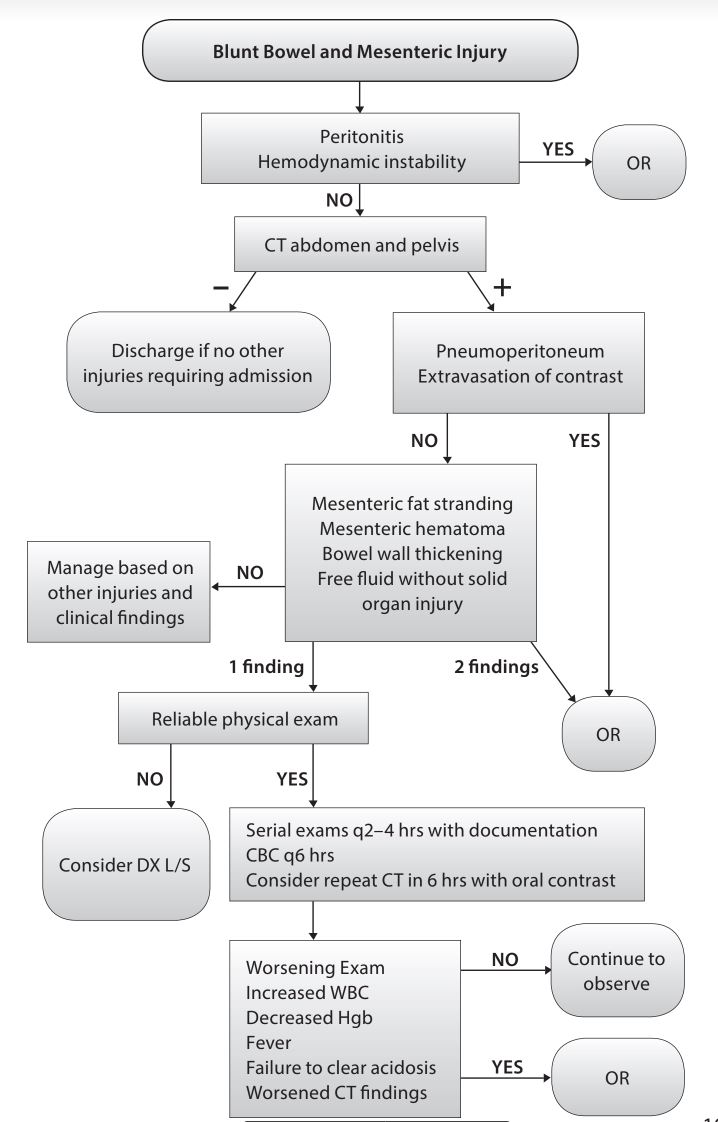 Blunt Bowel and Mesenteric Injury
Peritonitis
Hemodynamic instability
YES
OR
NO
CT abdomen and pelvis
–
+
Discharge if no other
injuries requiring admission
Pneumoperitoneum
Extravasation of contrast
NO
YES
Mesenteric fat stranding
Mesenteric hematoma
Bowel wall thickening
Free fluid without solid
organ injury
NO
Manage based on
other injuries and
clinical findings
1 finding
2 findings
OR
Reliable physical exam
NO
YES
Consider DX L/S
Serial exams q2–4 hrs with documentation
CBC q6 hrs
Consider repeat CT in 6 hrs with oral contrast
Worsening Exam
Increased WBC
Decreased Hgb
Fever
Failure to clear acidosis
Worsened CT findings
NO
Continue to
observe
YES
OR